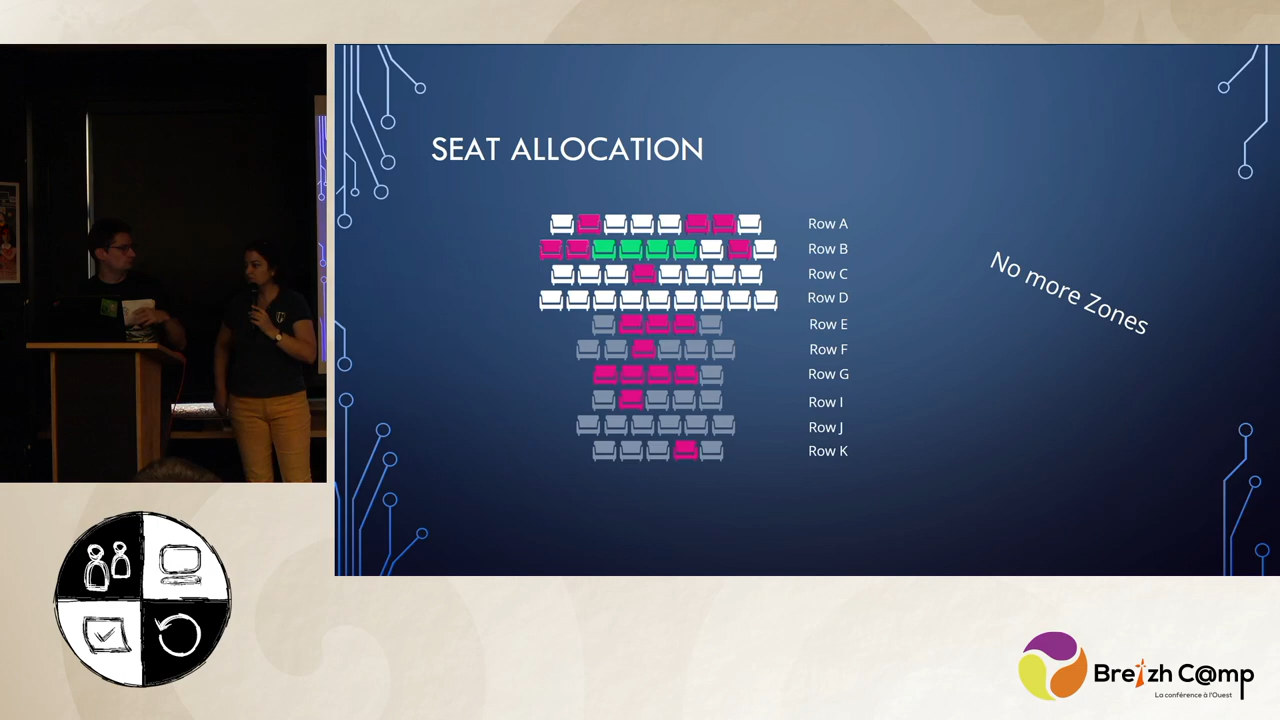 SEAT ALLOCATION
Row A
Row B
Row C
Row D
Row E
Row F
Row G
Row I
Row J
Row K
No more Zones
Breizh C@mp
La conférence à l'Ouest